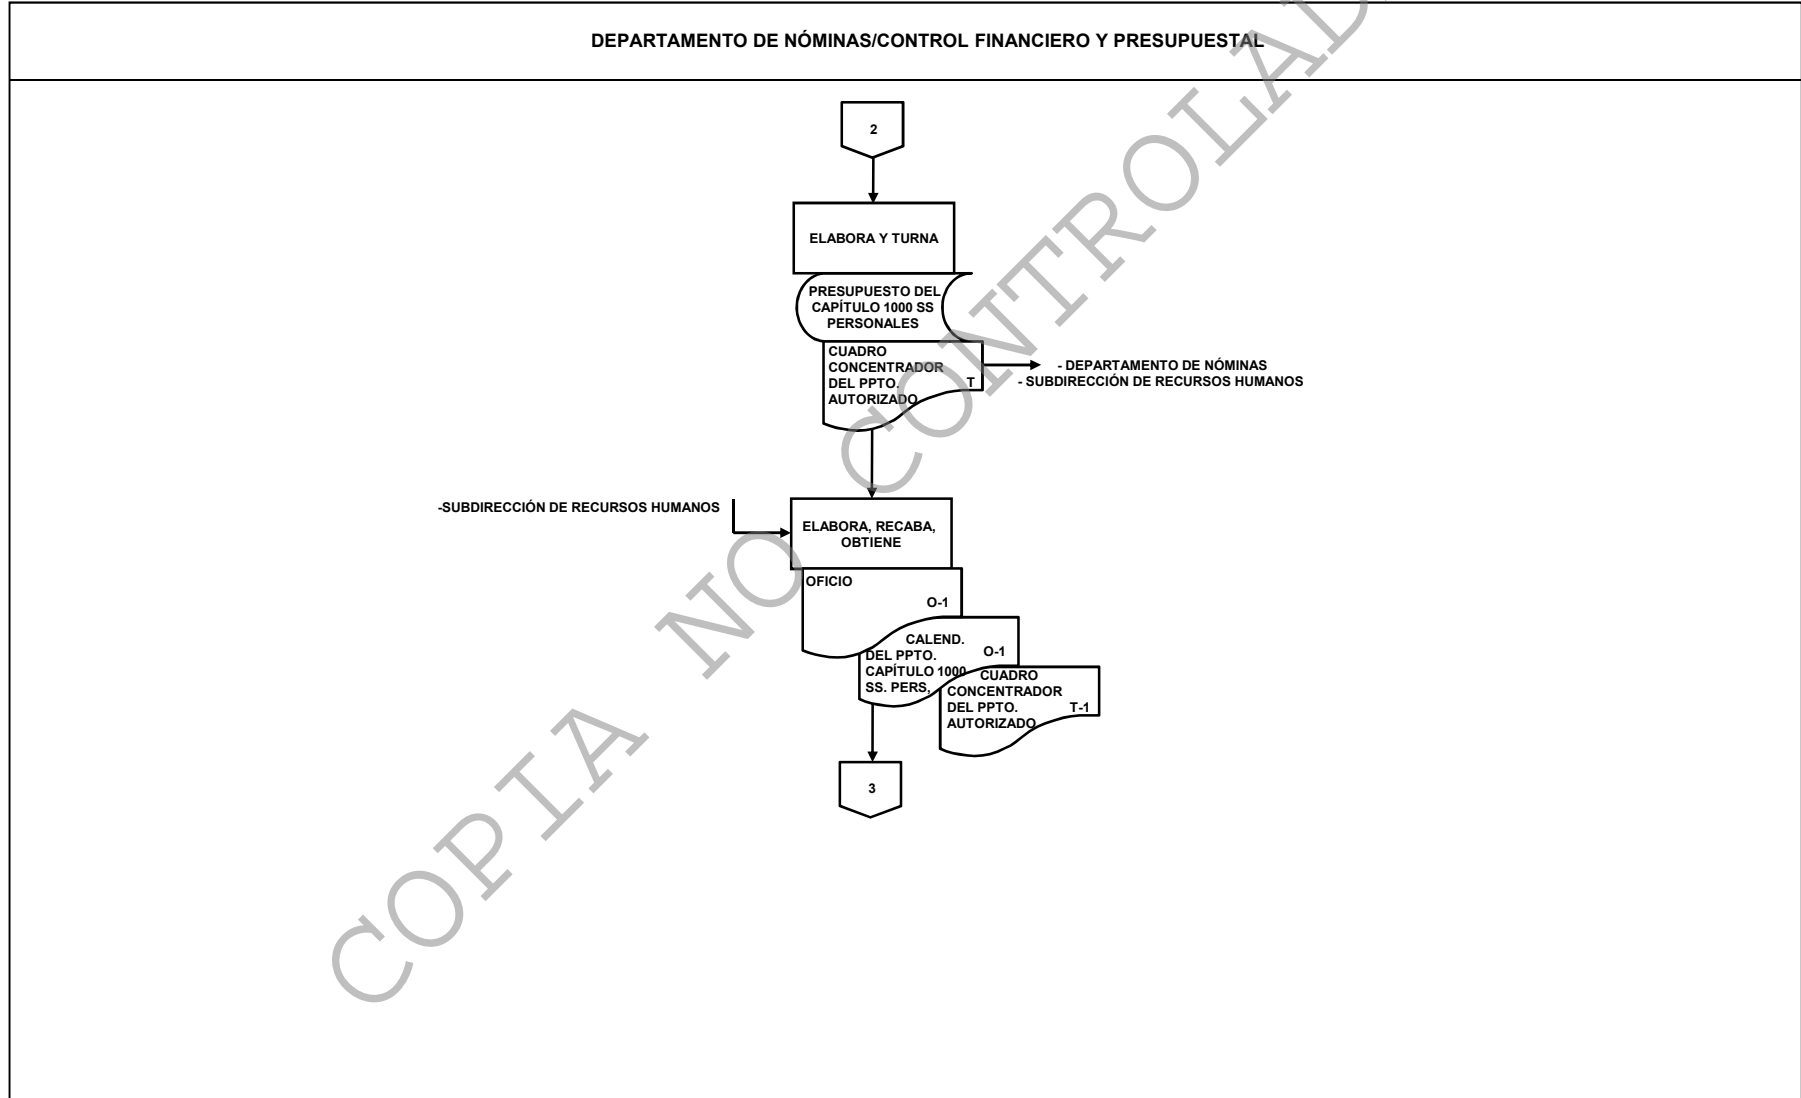 DEPARTAMENTO DE NÓMINAS/CONTROL FINANCIERO Y PRESUPUESTAL
2
ELABORA Y TURNA
PRESUPUESTO DEL
CAPÍTULO 1000 SS
PERSONALES
CUADRO
CONCENTRADOR
DEL PPTO. T
AUTORIZADO
- DEPARTAMENTO DE NÓMINAS
- SUBDIRECCIÓN DE RECURSOS HUMANOS
-SUBDIRECCIÓN DE RECURSOS HUMANOS
ELABORA, RECABA,
OBTIENE
OFICIO
O-1
CALEND.
DEL PPTO. O-1
CAPÍTULO 1000
SS. PERS,
CUADRO
CONCENTRADOR
DEL PPTO. T-1
AUTORIZADO
3
COPIA NO CONTROLAD